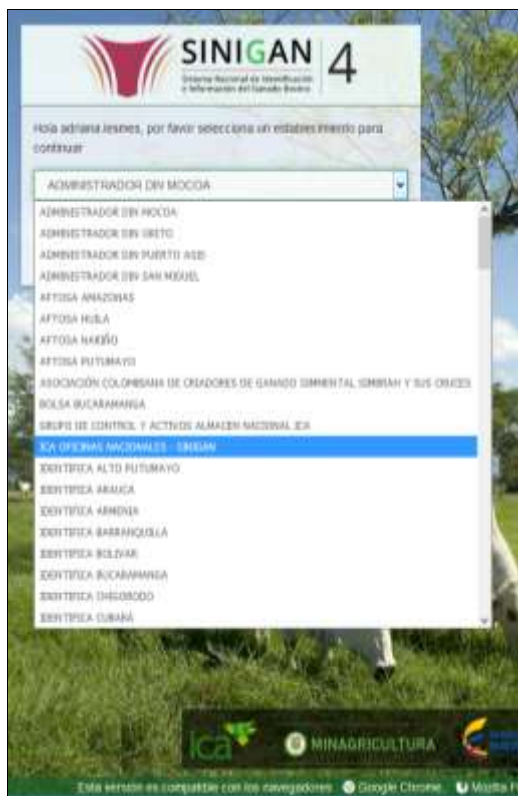 SINIGAN 4
Sistema Nacional de Identificación
e Información del Ganado Bovino
Hola adriana lesmes, por favor selecciona un establecimiento para
continuar
ADMINISTRADOR DIN MOCOA
ADMINISTRADOR DIN MOCOA
ADMINISTRADOR DIN ORITO
ADMINISTRADOR DIN PUERTO ASIS
ADMINISTRADOR DIN SAN MIGUEL
AFTOSA AMAZONAS
AFTOSA HUILA
AFTOSA NARIÑO
AFTOSA PUTUMAYO
ASOCIACIÓN COLOMBIANA DE CRIADORES DE GANADO SIMMENTAL SIMBRAH Y SUS CRUCES
BOLSA BUCARAMANGA
GRUPO DE CONTROL Y ACTIVOS ALMACEN NACIONAL ICA
ICA OFICINAS NACIONALES - SINIGAN
IDENTIFICA ALTO PUTUMAYO
IDENTIFICA ARAUCA
IDENTIFICA ARMENIA
IDENTIFICA BARRANQUILLA
IDENTIFICA BOLIVAR
IDENTIFICA BUCARAMANGA
IDENTIFICA CHIGORODO
IDENTIFICA CUBARÁ
ica MINAGRICULTURA
Esta versión es compatible con los navegadores Google Chrome Mozilla F